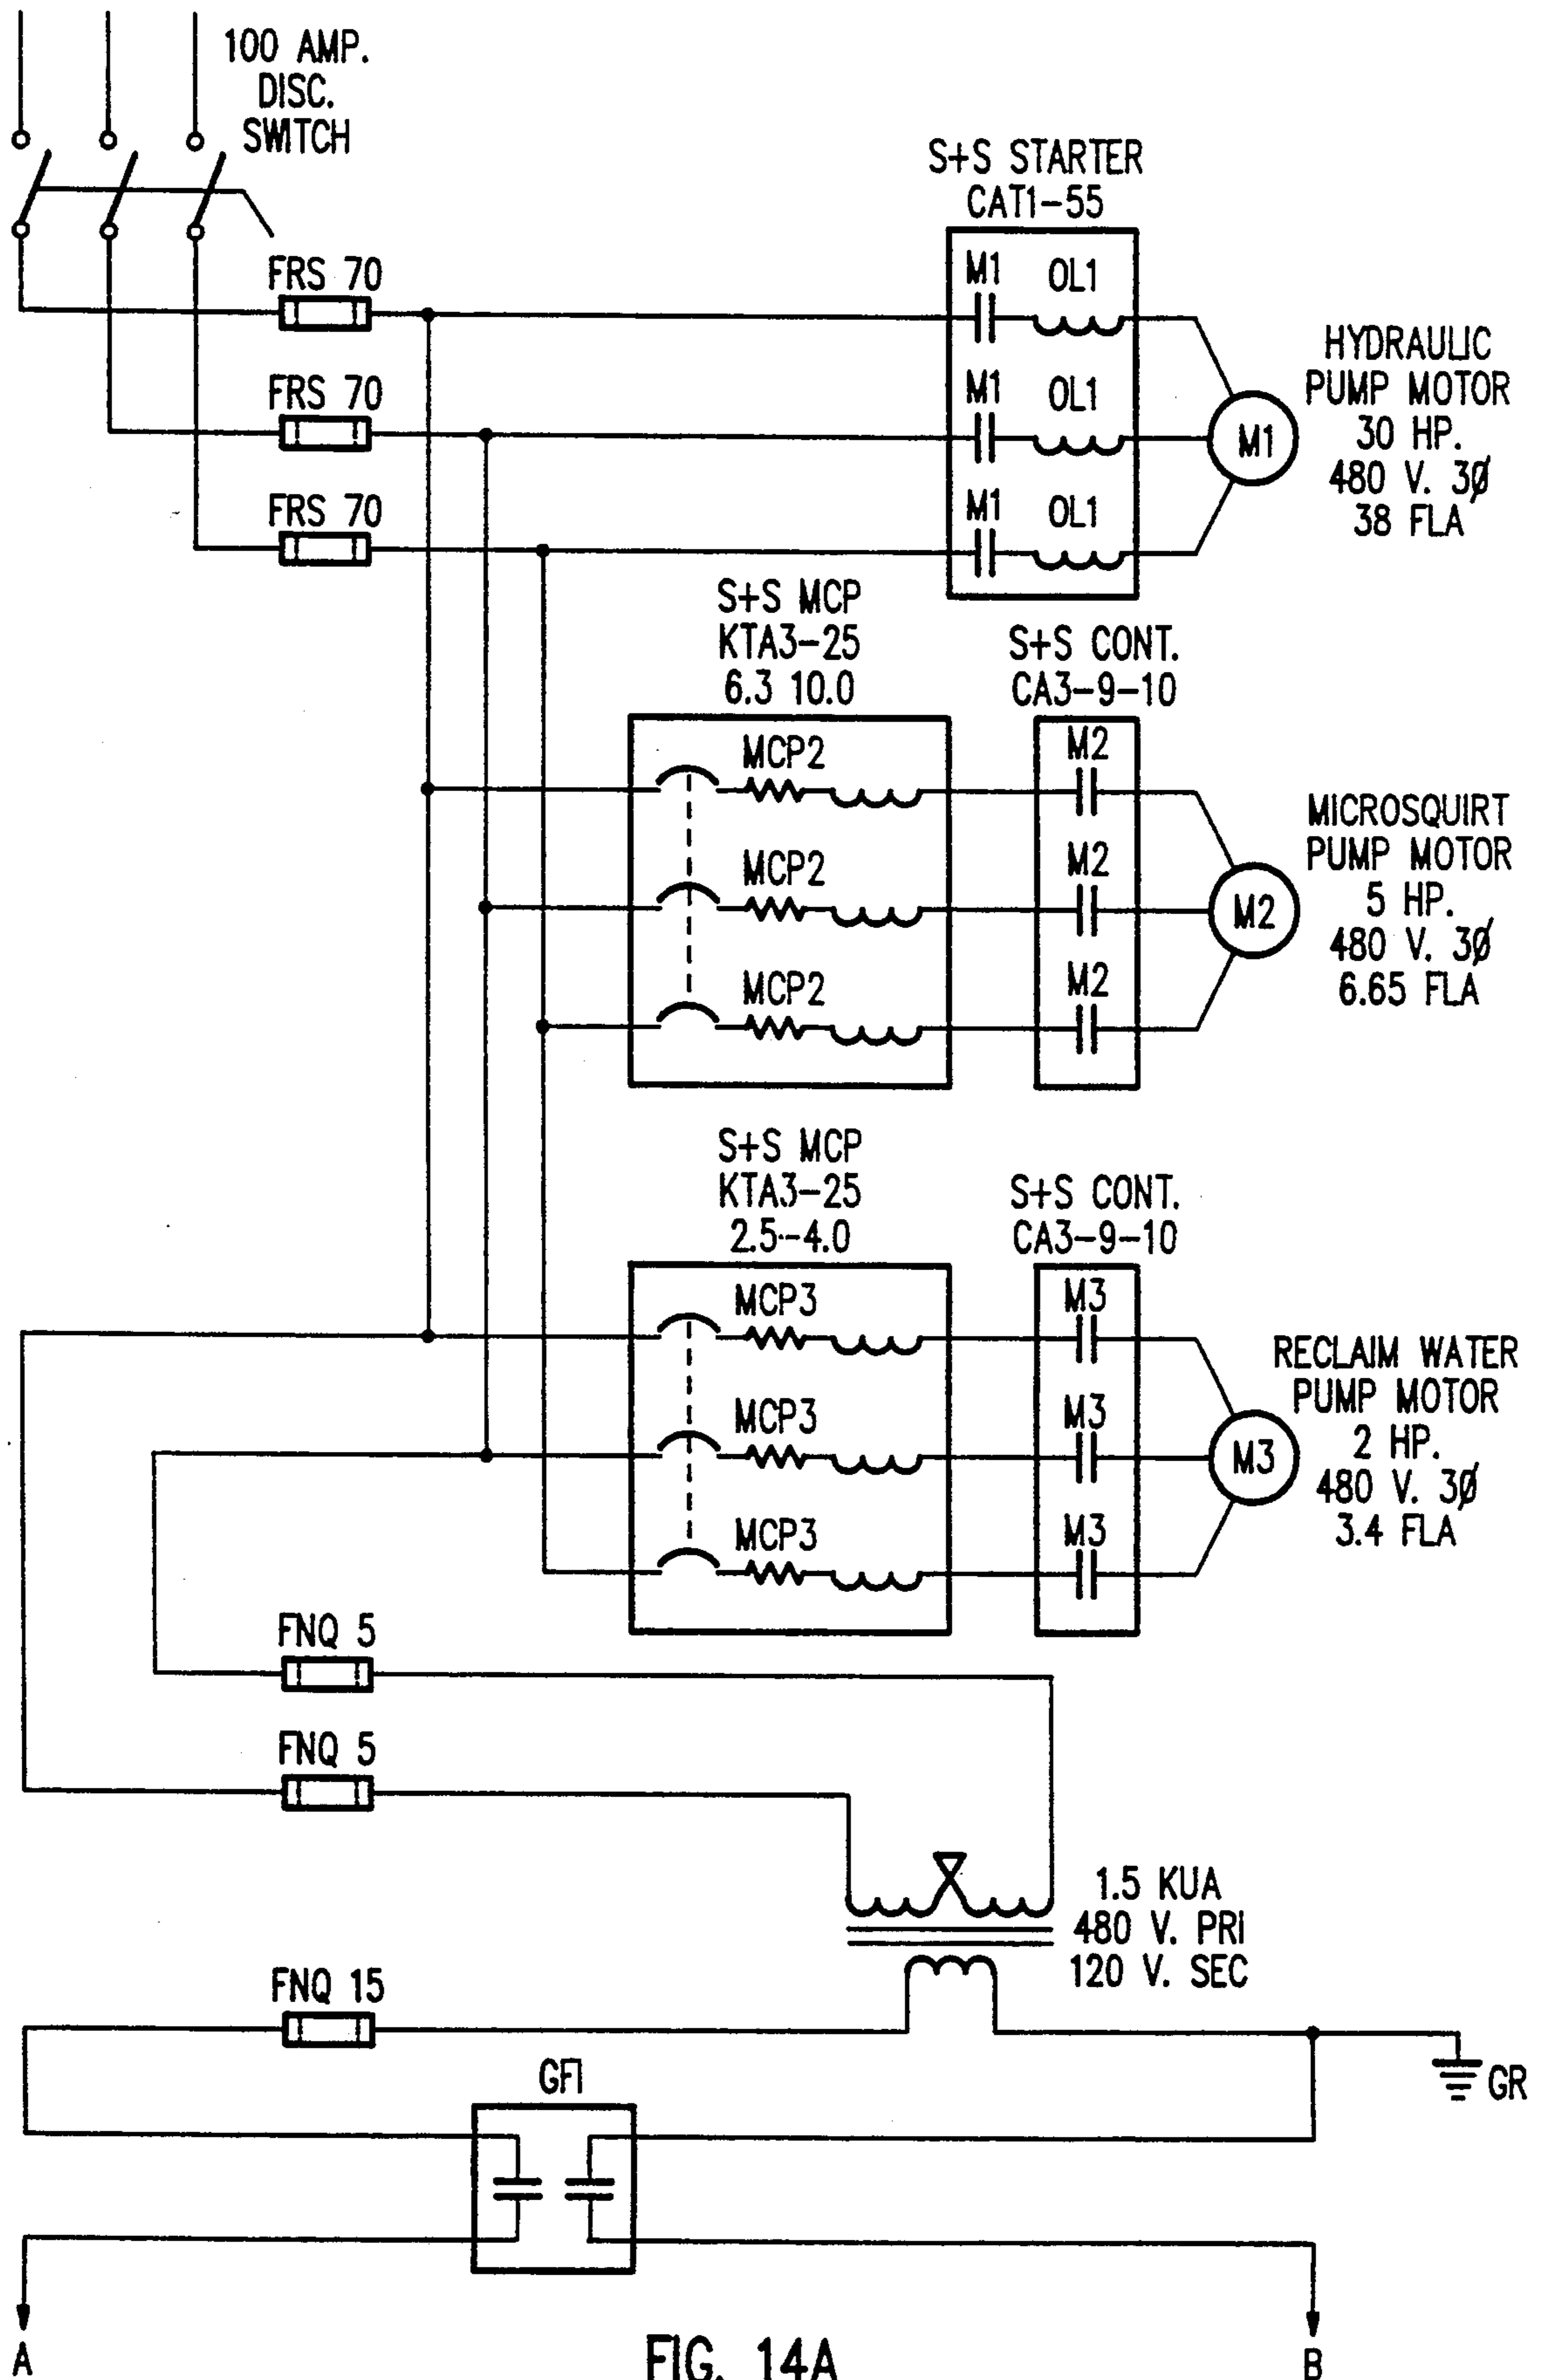 100 AMP.
DISC.
SWITCH
S+S STARTER
CAT1-55
FRS 70
M1 OL1
FRS 70
M1 OL1
FRS 70
M1 OL1
M1
HYDRAULIC
PUMP MOTOR
30 HP.
480 V. 3Ø
38 FLA
S+S MCP
KTA3-25
6.3 10.0
S+S CONT.
CA3-9-10
MCP2
M2
MCP2
M2
MCP2
M2
M2
MICROSQUIRT
PUMP MOTOR
5 HP.
480 V. 3Ø
6.65 FLA
S+S MCP
KTA3-25
2.5--4.0
S+S CONT.
CA3-9-10
MCP3
M3
MCP3
M3
MCP3
M3
M3
RECLAIM WATER
PUMP MOTOR
2 HP.
480 V. 3Ø
3.4 FLA
FNQ 5
FNQ 5
1.5 KUA
480 V. PRI
120 V. SEC
FNQ 15
GFI
GR
A
B
FIG. 14A